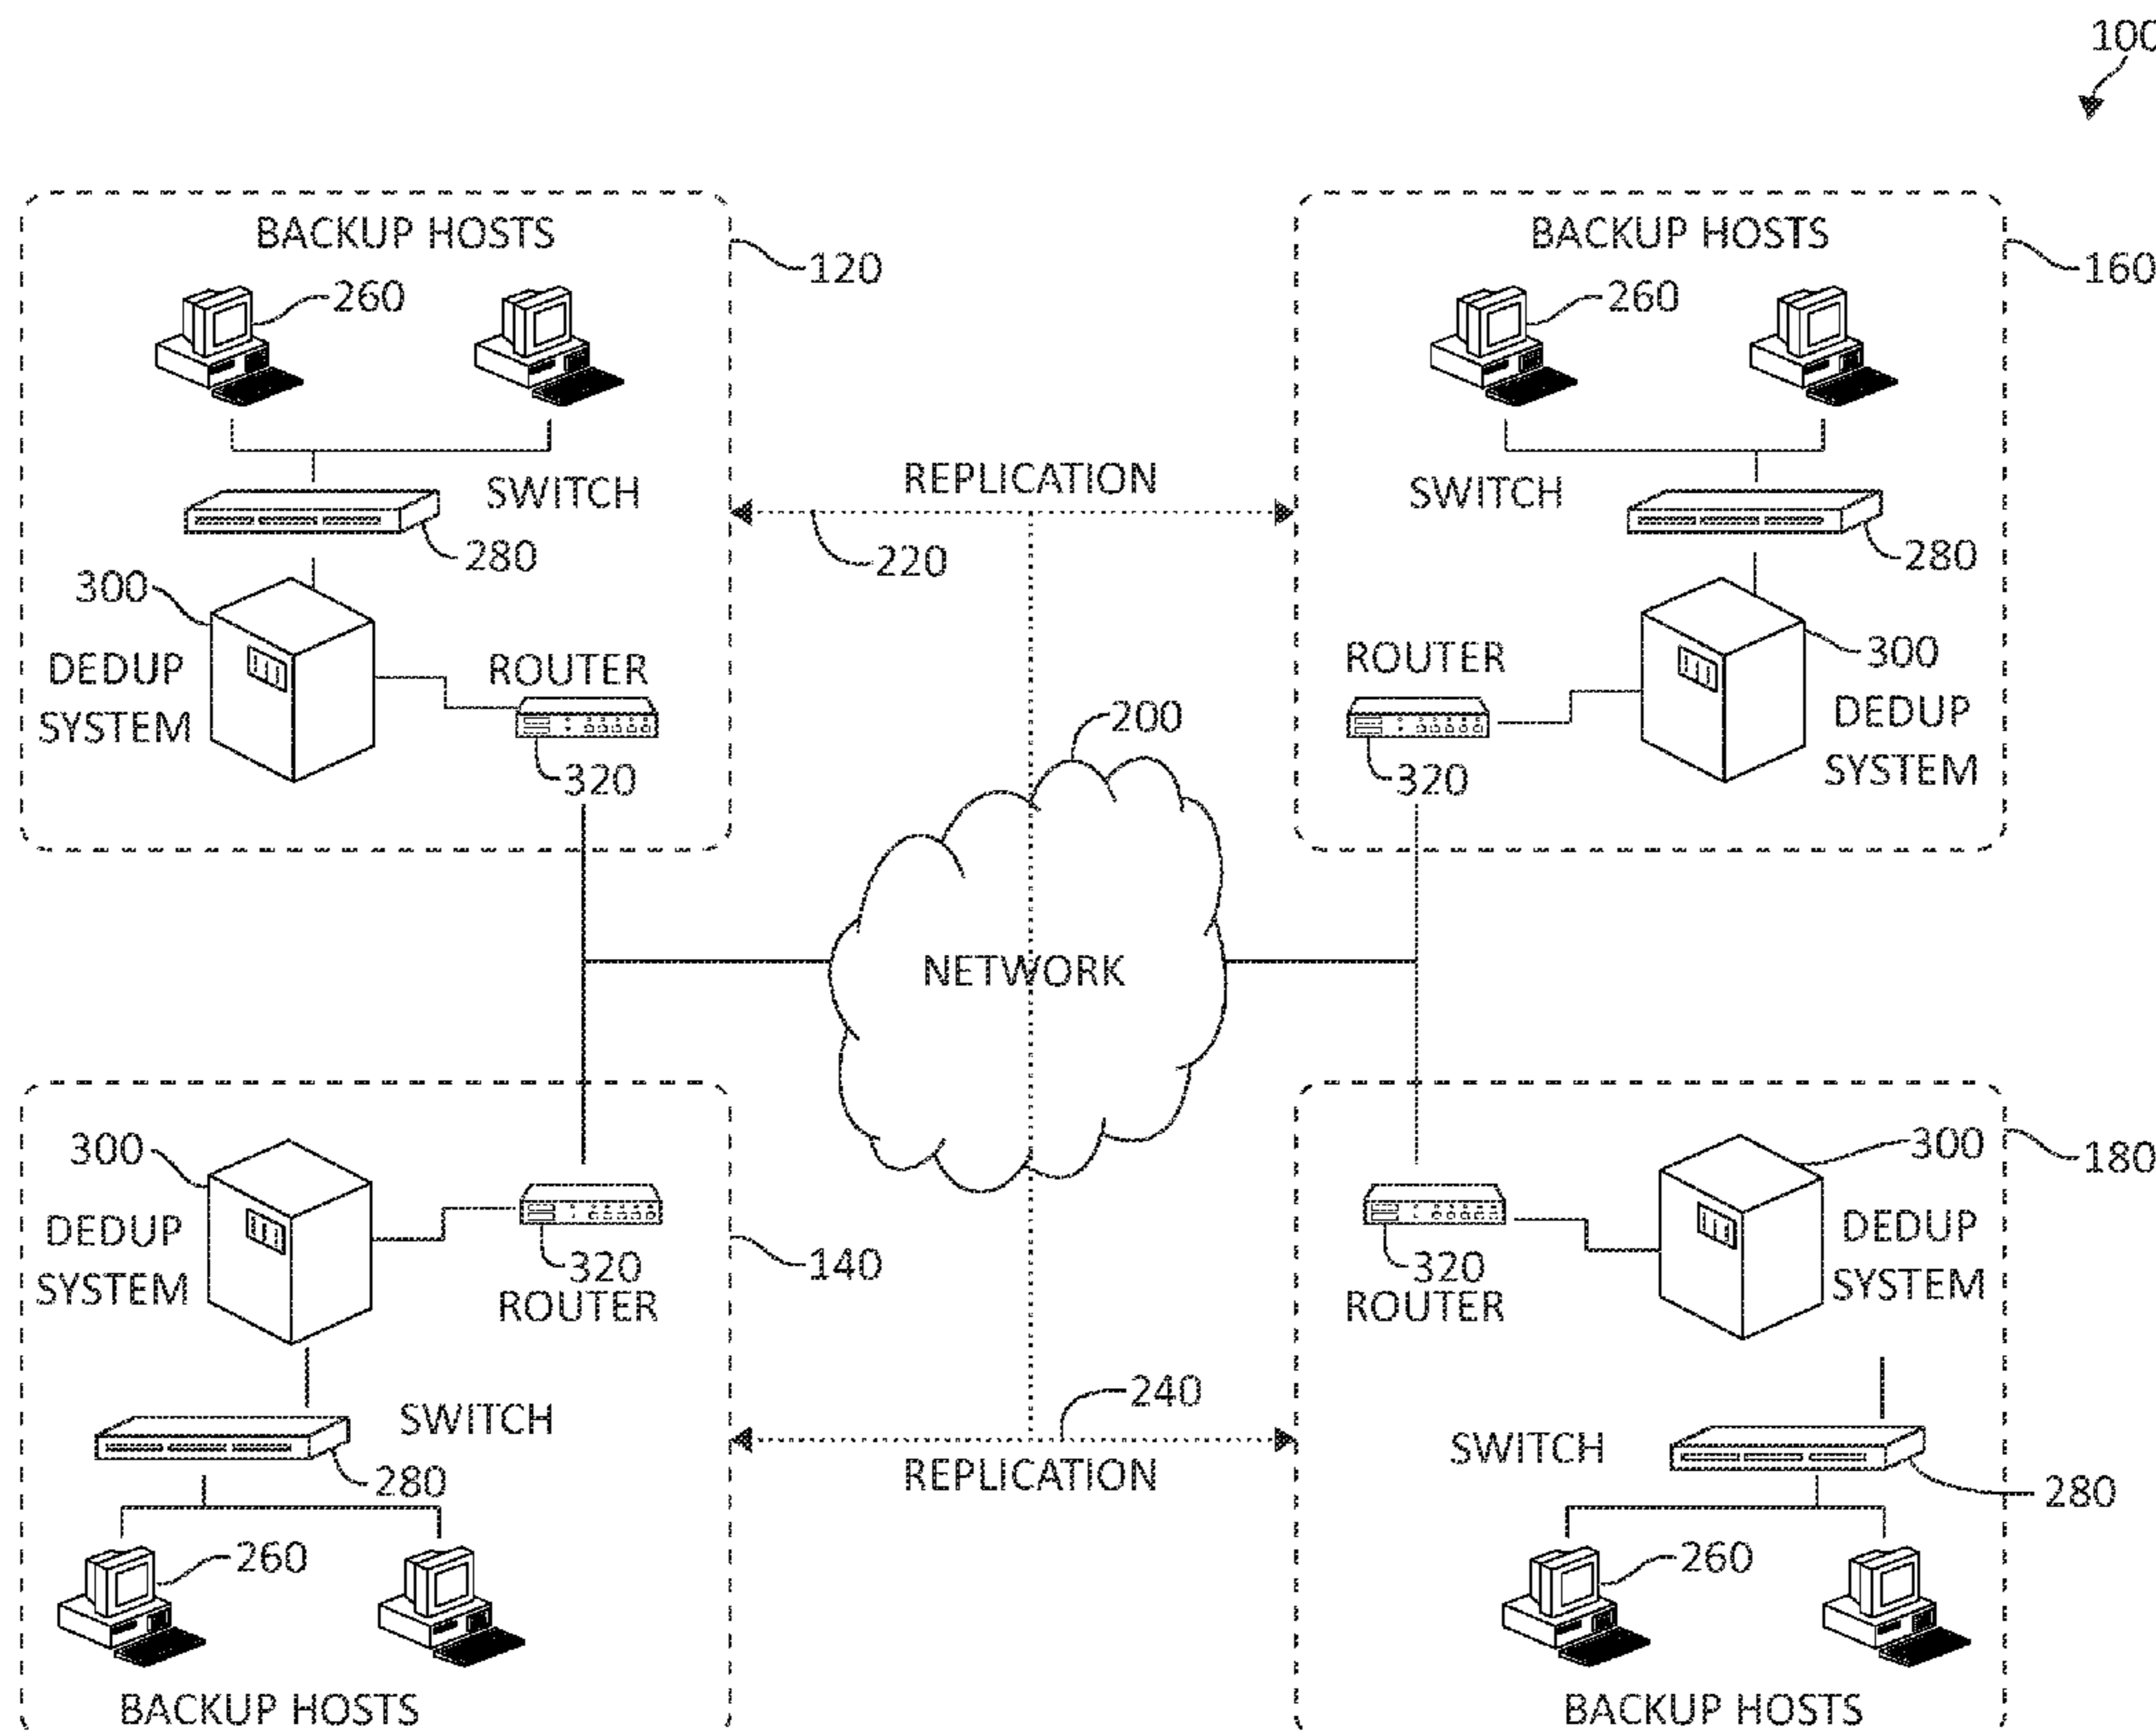 100
BACKUP HOSTS
BACKUP HOSTS
120
160
260
260
REPLICATION
SWITCH
SWITCH
280
220
280
300
300
DEDUP
SYSTEM
ROUTER
ROUTER
DEDUP
SYSTEM
200
320
320
NETWORK
300
300
180
DEDUP
SYSTEM
320
ROUTER
140
320
ROUTER
DEDUP
SYSTEM
240
SWITCH
SWITCH
REPLICATION
280
280
260
260
BACKUP HOSTS
BACKUP HOSTS